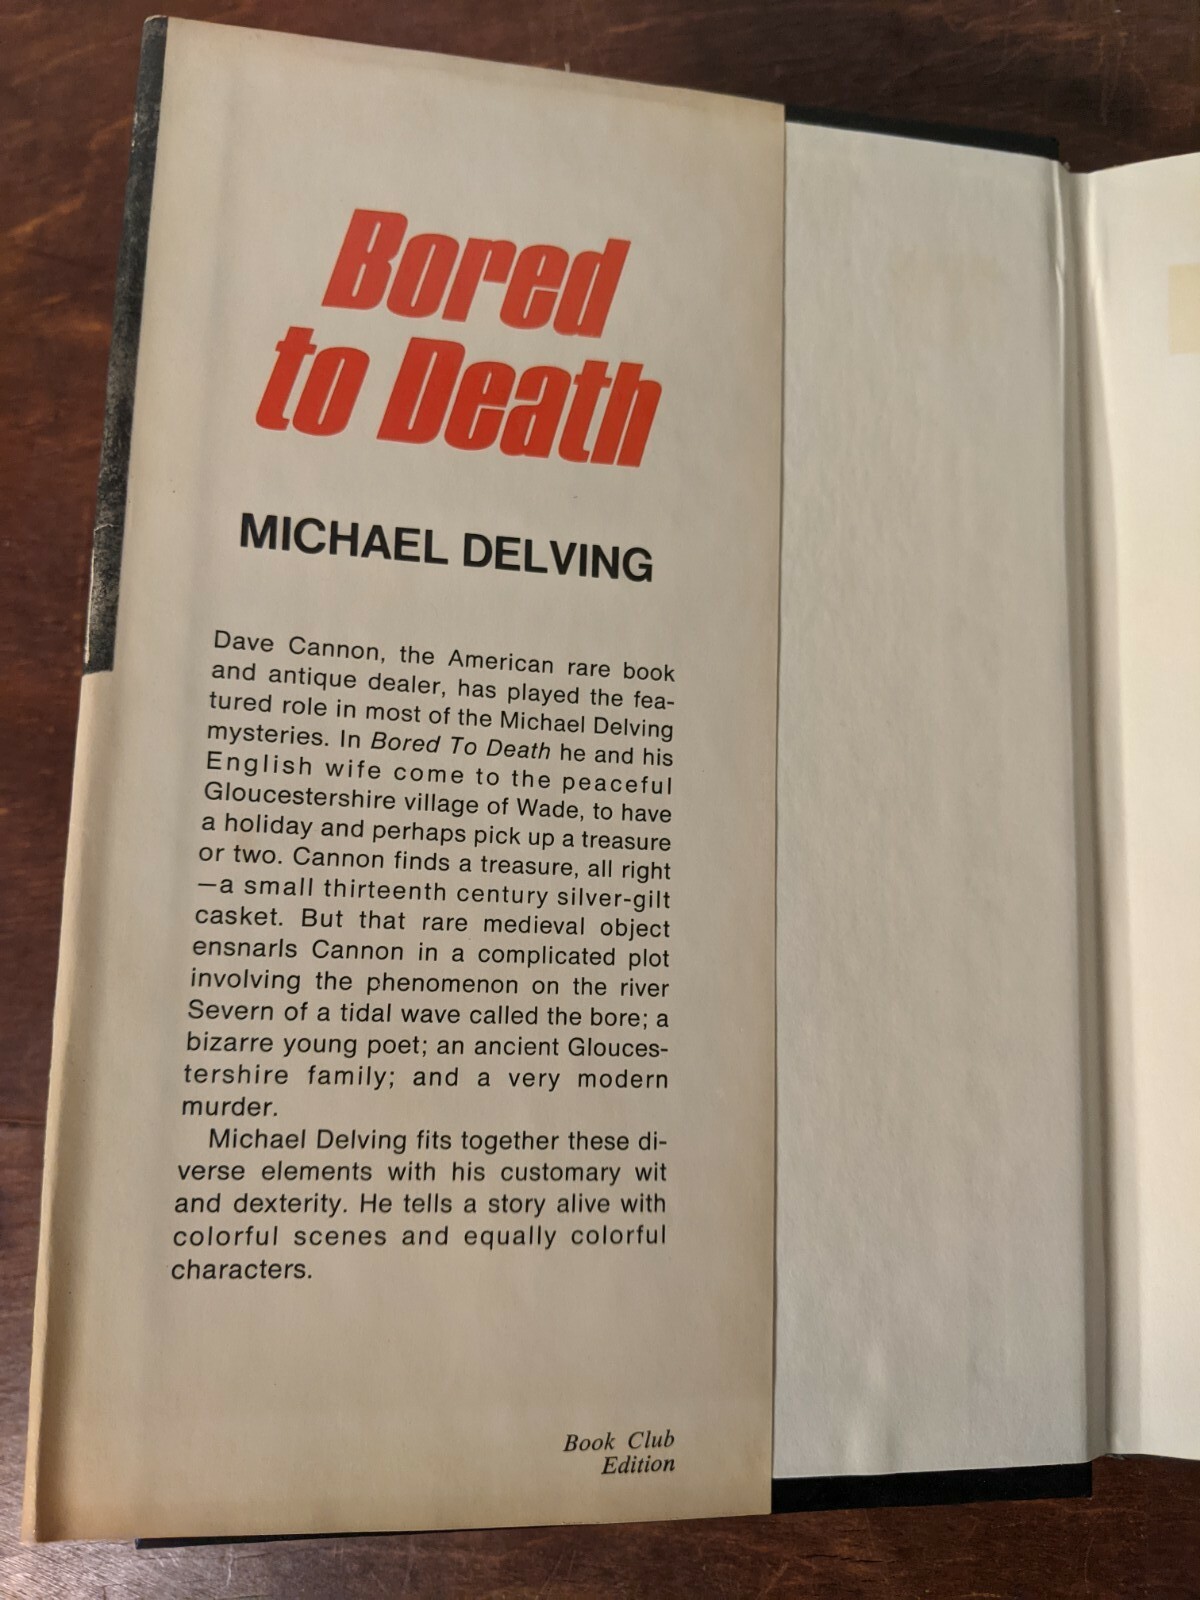 Bored
to Death
MICHAEL DELVING
Dave Cannon, the American rare book
and antique dealer, has played the fea-
tured role in most of the Michael Delving
mysteries. In Bored To Death he and his
English wife come to the peaceful
Gloucestershire village of Wade, to have
a holiday and perhaps pick up a treasure
or two. Cannon finds a treasure, all right
—a small thirteenth century silver-gilt
casket. But that rare medieval object
ensnarls Cannon in a complicated plot
involving the phenomenon on the river
Severn of a tidal wave called the bore; a
bizarre young poet; an ancient Glouces-
tershire family; and a very modern
murder.
Michael Delving fits together these di-
verse elements with his customary wit
and dexterity. He tells a story alive with
colorful scenes and equally colorful
characters.
Book Club
Edition